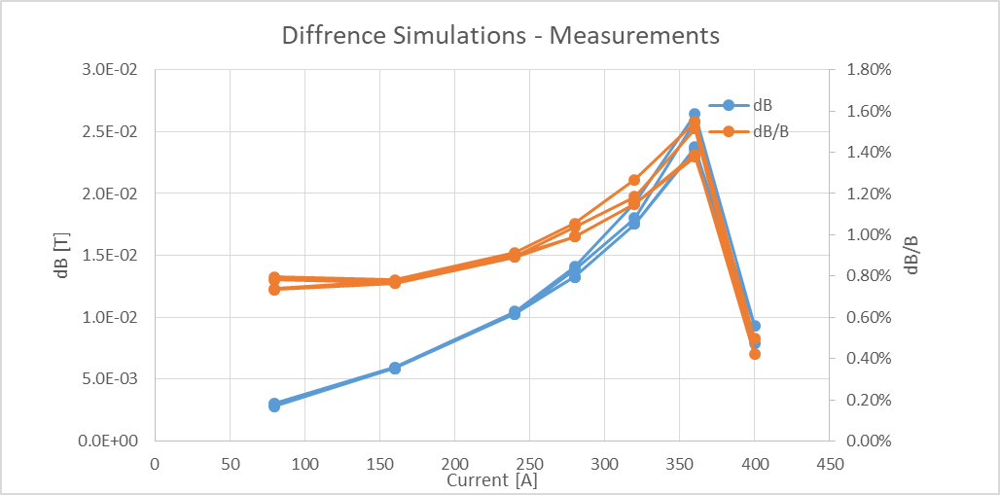 Diffrence Simulations - Measurements
3.0E-02
2.5E-02
2.0E-02
1.5E-02
1.0E-02
5.0E-03
0.0E+00
dB [T]
1.80%
1.60%
1.40%
1.20%
1.00%
0.80%
0.60%
0.40%
0.20%
0.00%
dB/B
dB
dB/B
0 50 100 150 200 250 300 350 400 450
Current [A]